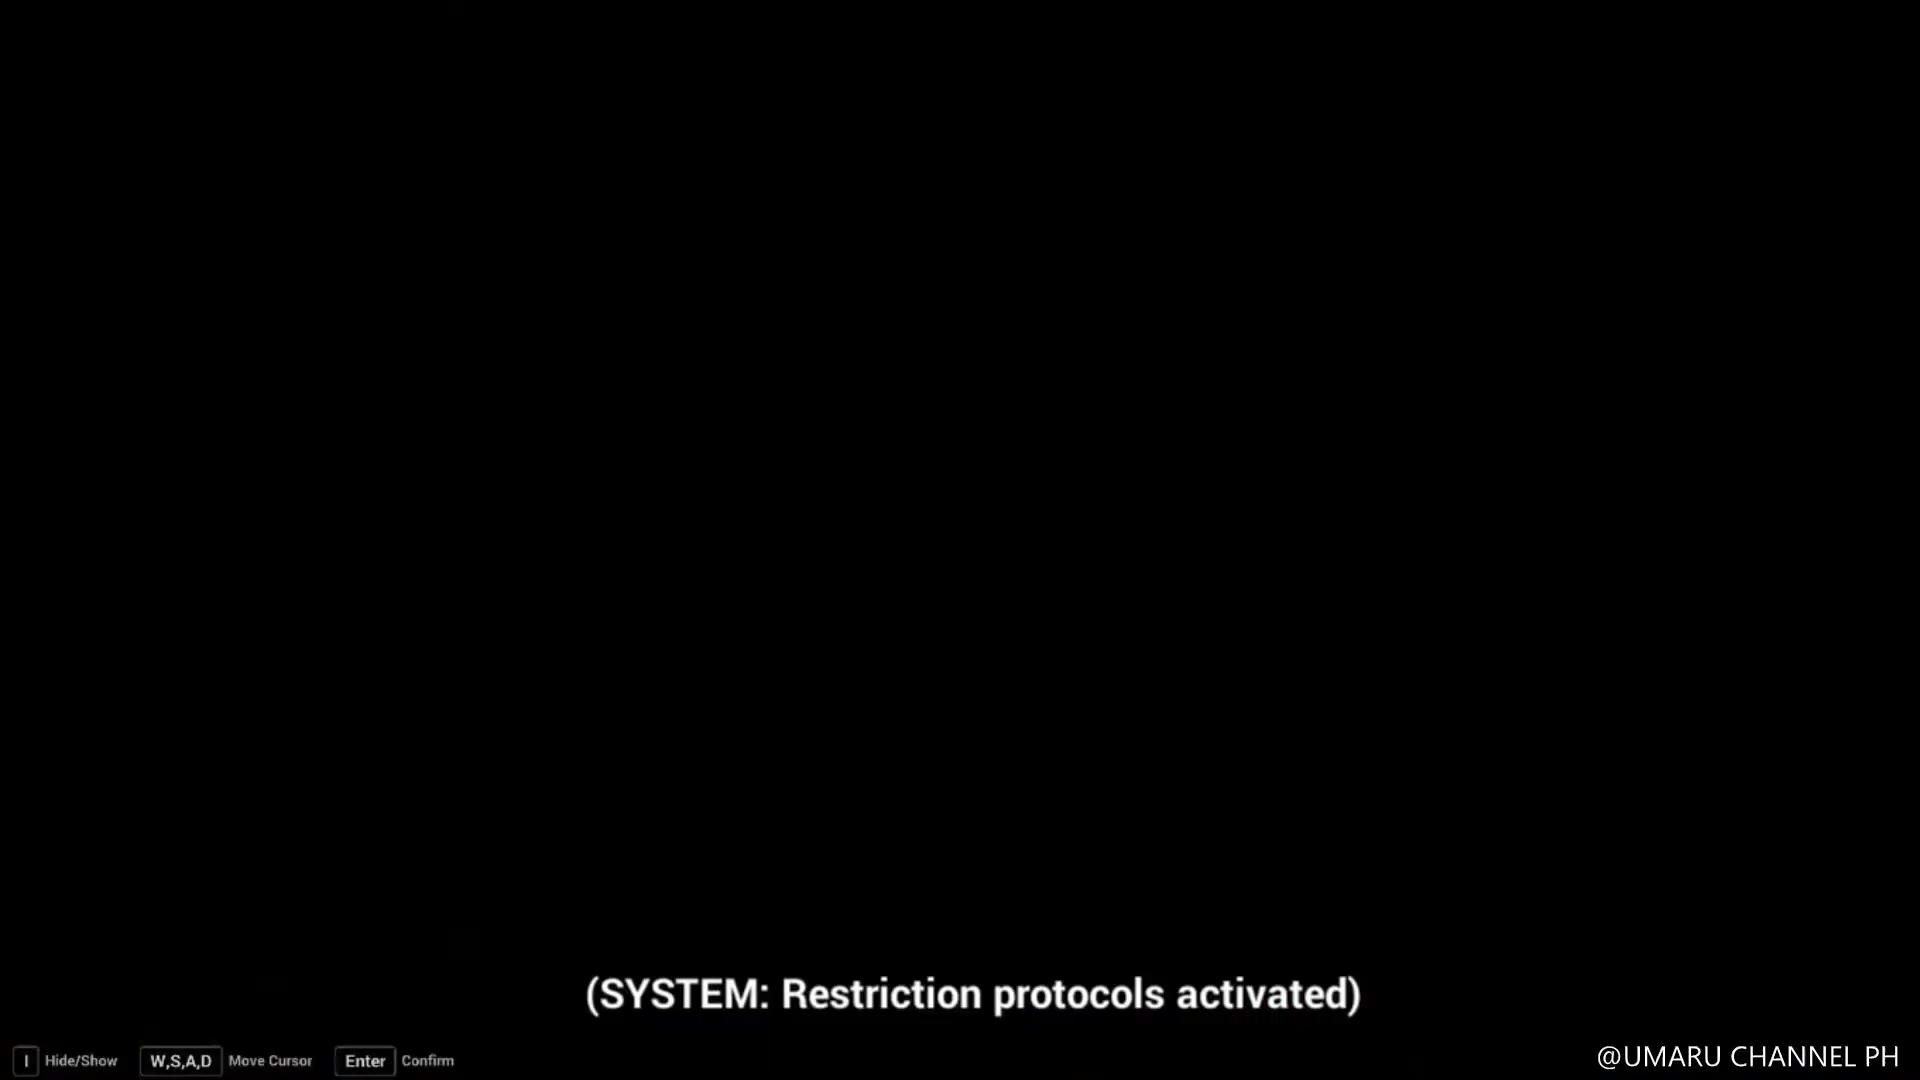 (SYSTEM: Restriction protocols activated)
I Hide/Show W,S,A,D Move Cursor Enter Confirm
@UMARU CHANNEL PH